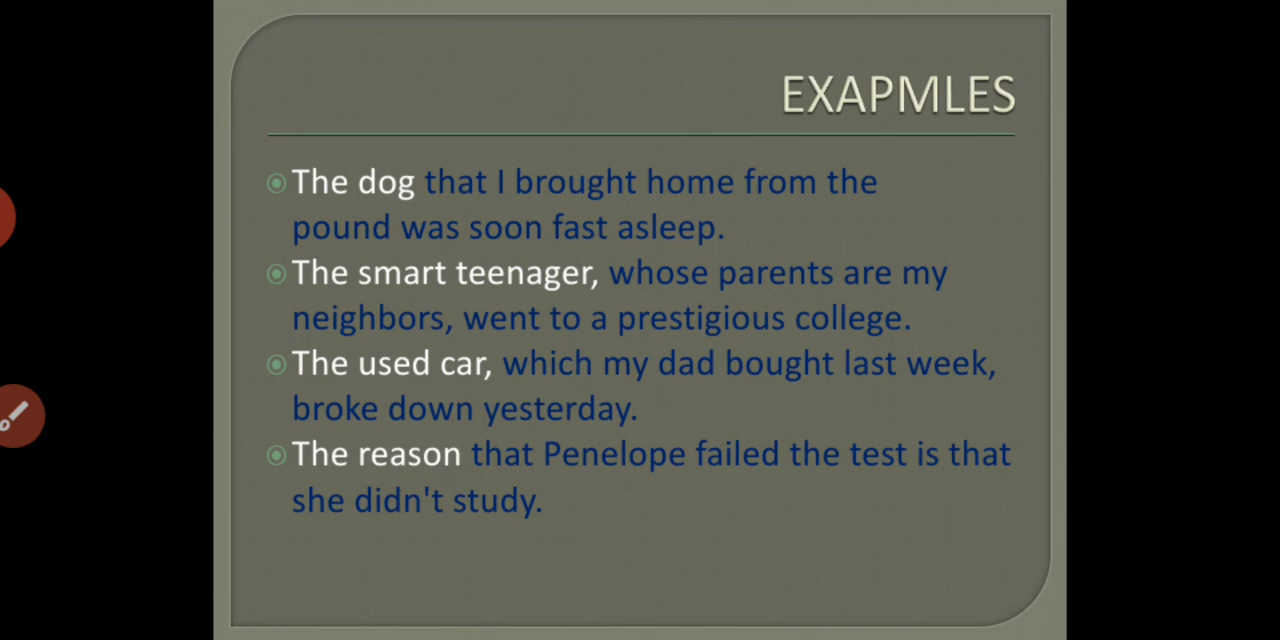 EXAPMLES
The dog that I brought home from the
pound was soon fast asleep.
The smart teenager, whose parents are my
neighbors, went to a prestigious college.
The used car, which my dad bought last week,
broke down yesterday.
The reason that Penelope failed the test is that
she didn't study.